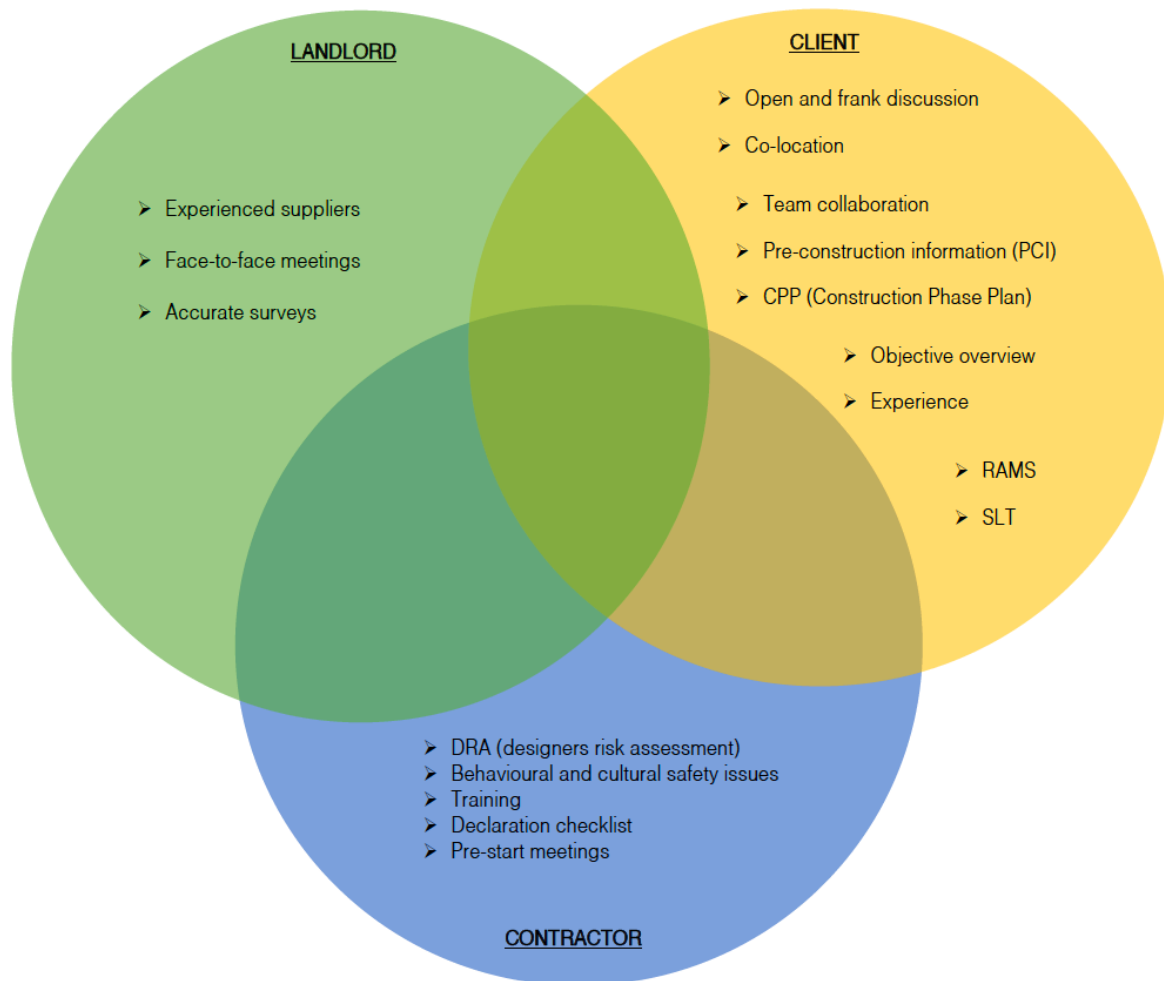 LANDLORD
➢ Experienced suppliers
➢ Face-to-face meetings
➢ Accurate surveys
CLIENT
➢ Open and frank discussion
➢ Co-location
➢ Team collaboration
➢ Pre-construction information (PCI)
➢ CPP (Construction Phase Plan)
➢ Objective overview
➢ Experience
➢ RAMS
➢ SLT
➢ DRA (designers risk assessment)
➢ Behavioural and cultural safety issues
➢ Training
➢ Declaration checklist
➢ Pre-start meetings
CONTRACTOR